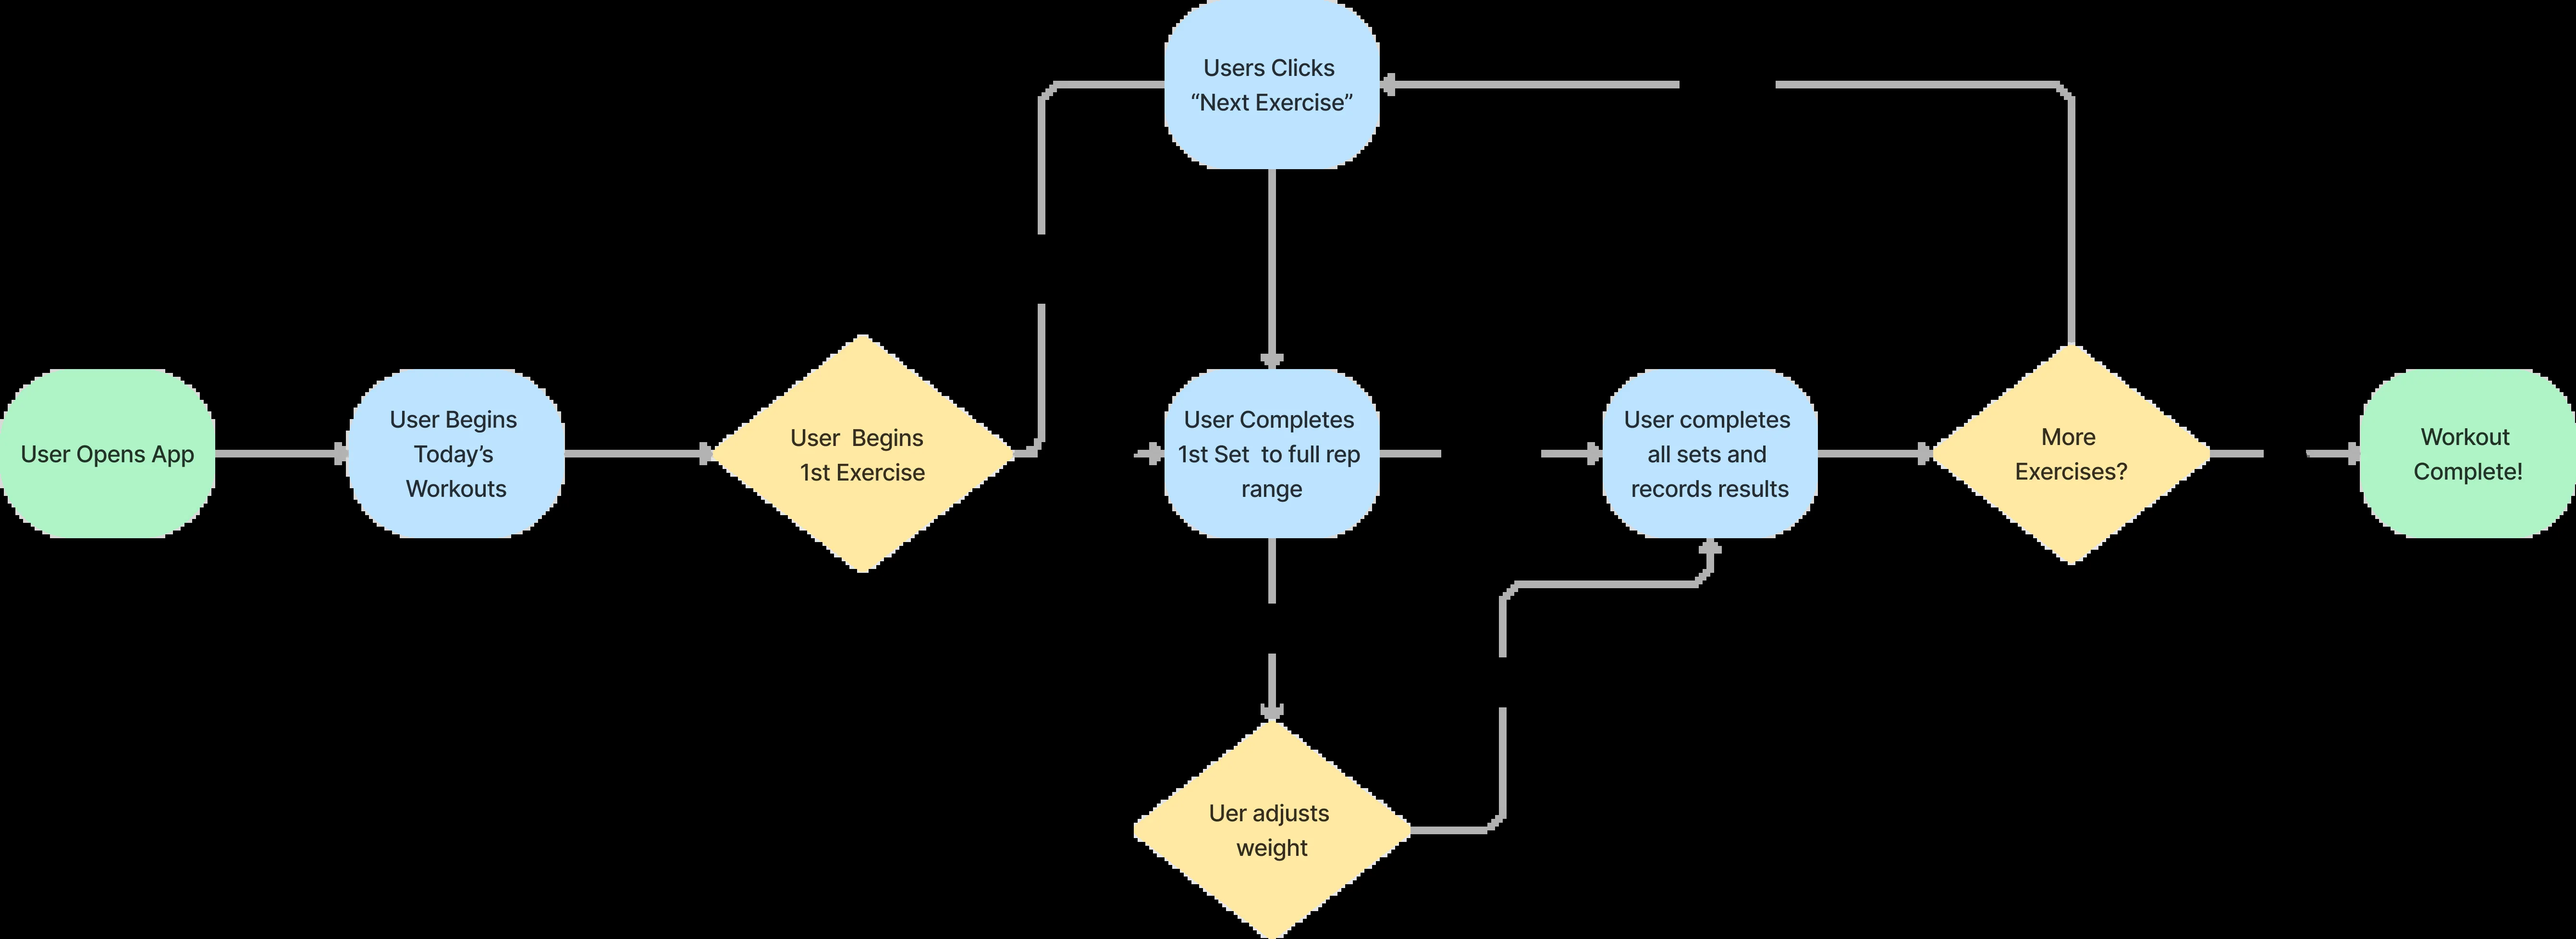 Users Clicks
“Next Exercise”
User Opens App
User Begins
Today’s
Workouts
User  Begins
1st Exercise
User Completes
1st Set  to full rep
range
User completes
all sets and
records results
More
Exercises?
Workout
Complete!
Uer adjusts
weight